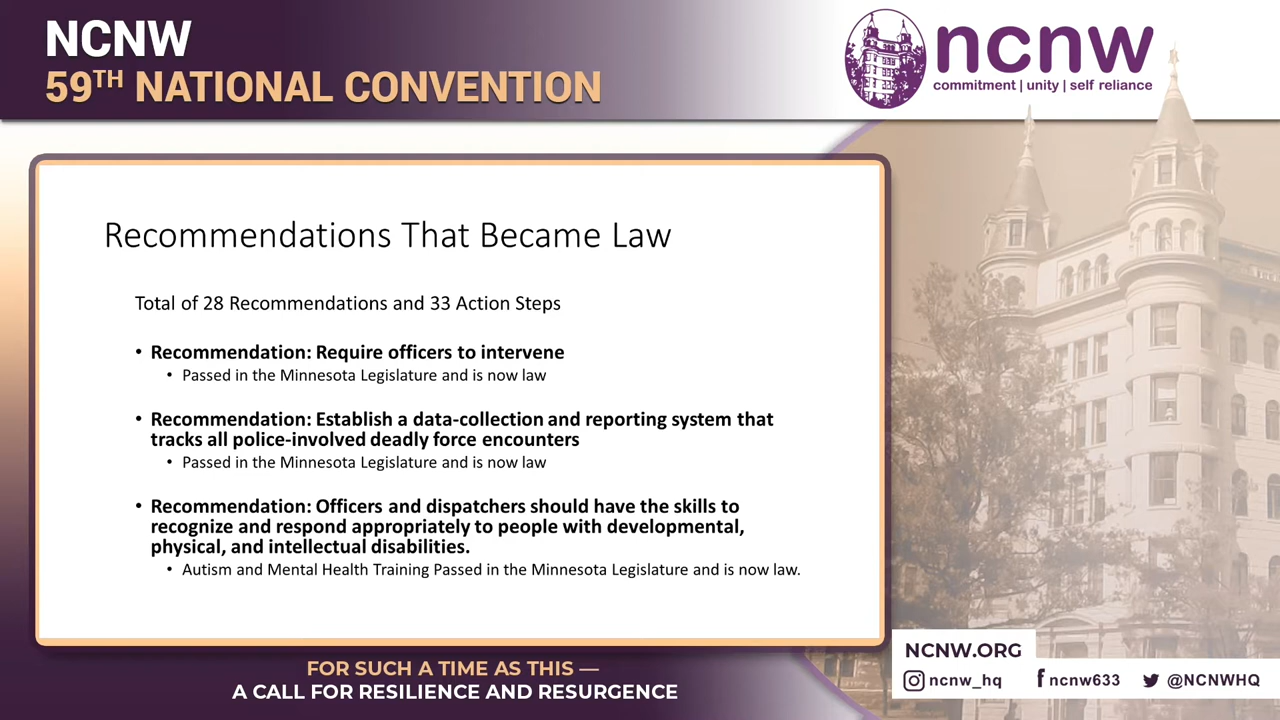 NCNW
59TH NATIONAL CONVENTION
ncnw
commitment | unity | self reliance
Recommendations That Became Law
Total of 28 Recommendations and 33 Action Steps
• Recommendation: Require officers to intervene
• Passed in the Minnesota Legislature and is now law
• Recommendation: Establish a data-collection and reporting system that
tracks all police-involved deadly force encounters
• Passed in the Minnesota Legislature and is now law
• Recommendation: Officers and dispatchers should have the skills to
recognize and respond appropriately to people with developmental,
physical, and intellectual disabilities.
• Autism and Mental Health Training Passed in the Minnesota Legislature and is now law.
FOR SUCH A TIME AS THIS —
A CALL FOR RESILIENCE AND RESURGENCE
NCNW.ORG
ncnw_hq ncnw633 @NCNWHQ